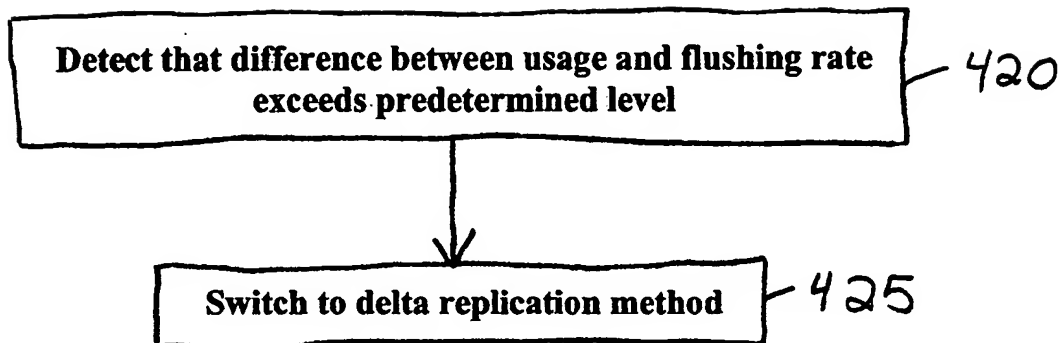 Detect that difference between usage and flushing rate
exceeds predetermined level
420
Switch to delta replication method
425